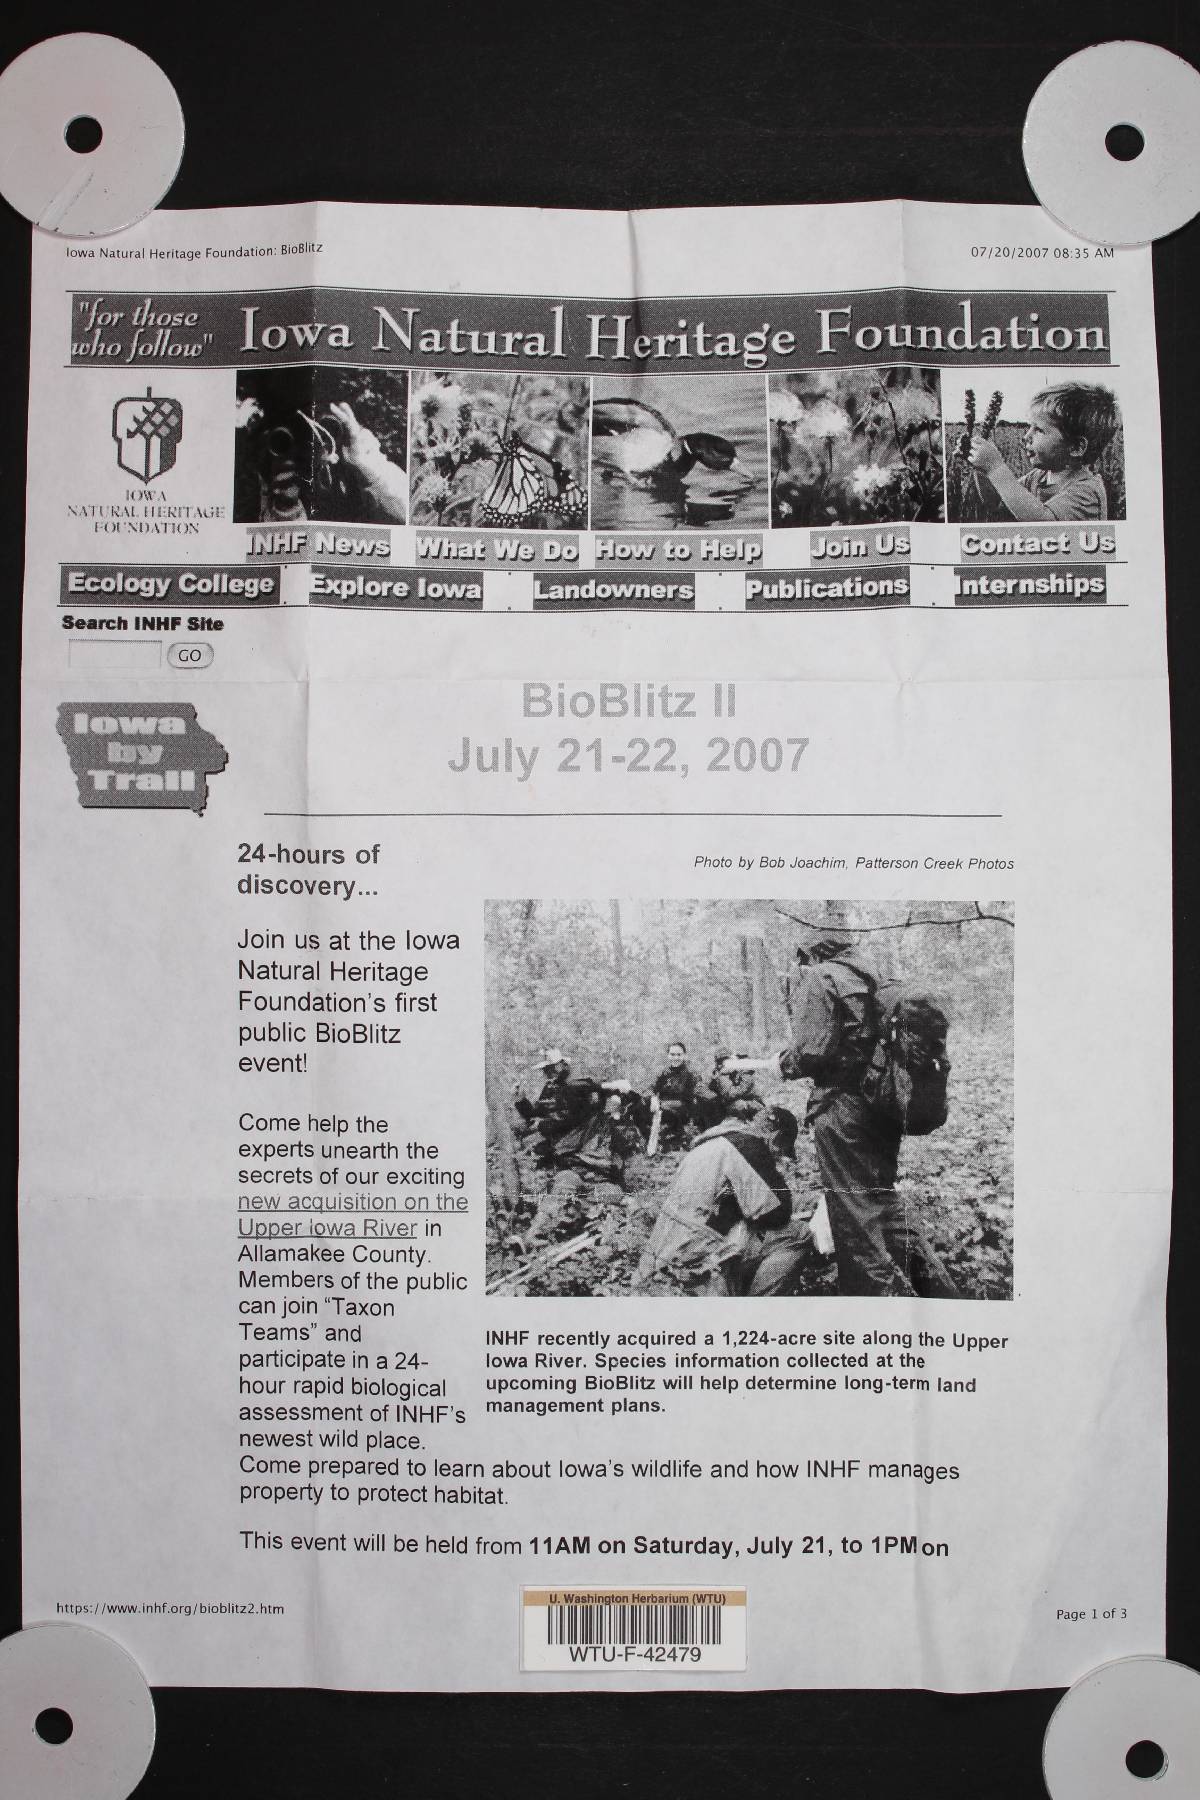 Iowa Natural Heritage Foundation: BioBlitz
07/20/2007 08:35 AM
"for those
who follow"
Iowa Natural Heritage Foundation
IOWA
NATURAL HERITAGE
FOUNDATION
INHF News
What We Do
How to Help
Join Us
Contact Us
Ecology College
Explore Iowa
Landowners
Publications
Internships
Search INHF Site
GO
Iowa
by
Trail
BioBlitz II
July 21-22, 2007
24-hours of
discovery...
Photo by Bob Joachim, Patterson Creek Photos
Join us at the Iowa
Natural Heritage
Foundation's first
public BioBlitz
event!
Come help the
experts unearth the
secrets of our exciting
new acquisition on the
Upper Iowa River in
Allamakee County.
Members of the public
can join “Taxon
Teams” and
participate in a 24-
hour rapid biological
assessment of INHF's
newest wild place.
INHF recently acquired a 1,224-acre site along the Upper
Iowa River. Species information collected at the
upcoming BioBlitz will help determine long-term land
management plans.
Come prepared to learn about Iowa's wildlife and how INHF manages
property to protect habitat.
This event will be held from 11AM on Saturday, July 21, to 1PM on
https://www.inhf.org/bioblitz2.htm
Page 1 of 3
U. Washington Herbarium (WTU)
WTU-F-42479